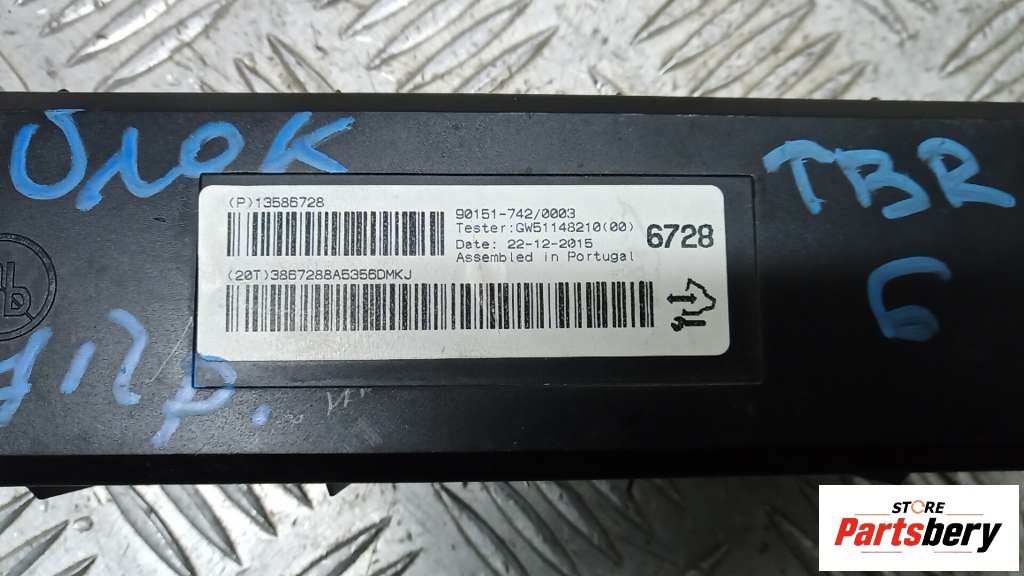 Блок
TBR
(P)13586728
90151-742/0003
Tester:GW51148210(00)
Date: 22-12-2015
Assembled in Portugal
6728
(20T)3867288A5356DMKJ
Б
STORE
Partsbery